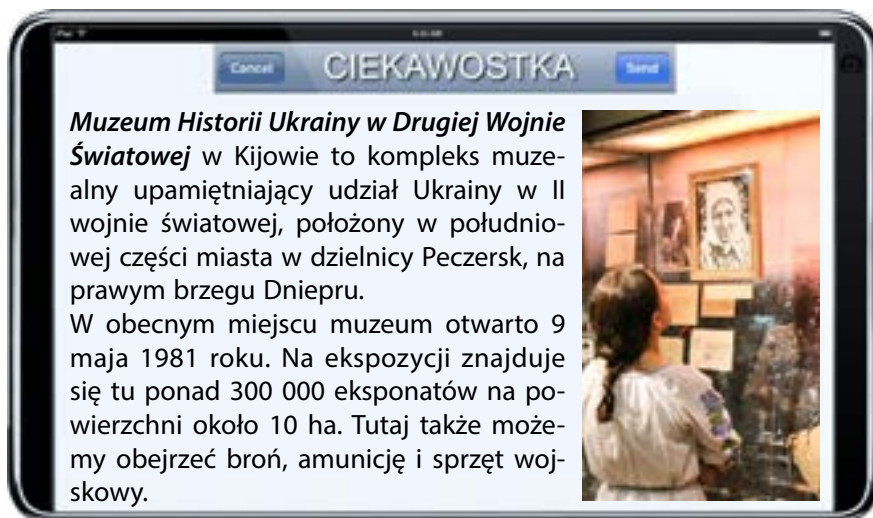 Cancel CIEKAWOSTKA Send
Muzeum Historii Ukrainy w Drugiej Wojnie
Światowej w Kijowie to kompleks muze-
alny upamiętniający udział Ukrainy w II
wojnie światowej, położony w południo-
wej części miasta w dzielnicy Peczersk, na
prawym brzegu Dniepru.
W obecnym miejscu muzeum otwarto 9
maja 1981 roku. Na ekspozycji znajduje
się tu ponad 300 000 eksponatów na po-
wierzchni około 10 ha. Tutaj także może-
my obejrzeć broń, amunicję i sprzęt woj-
skowy.